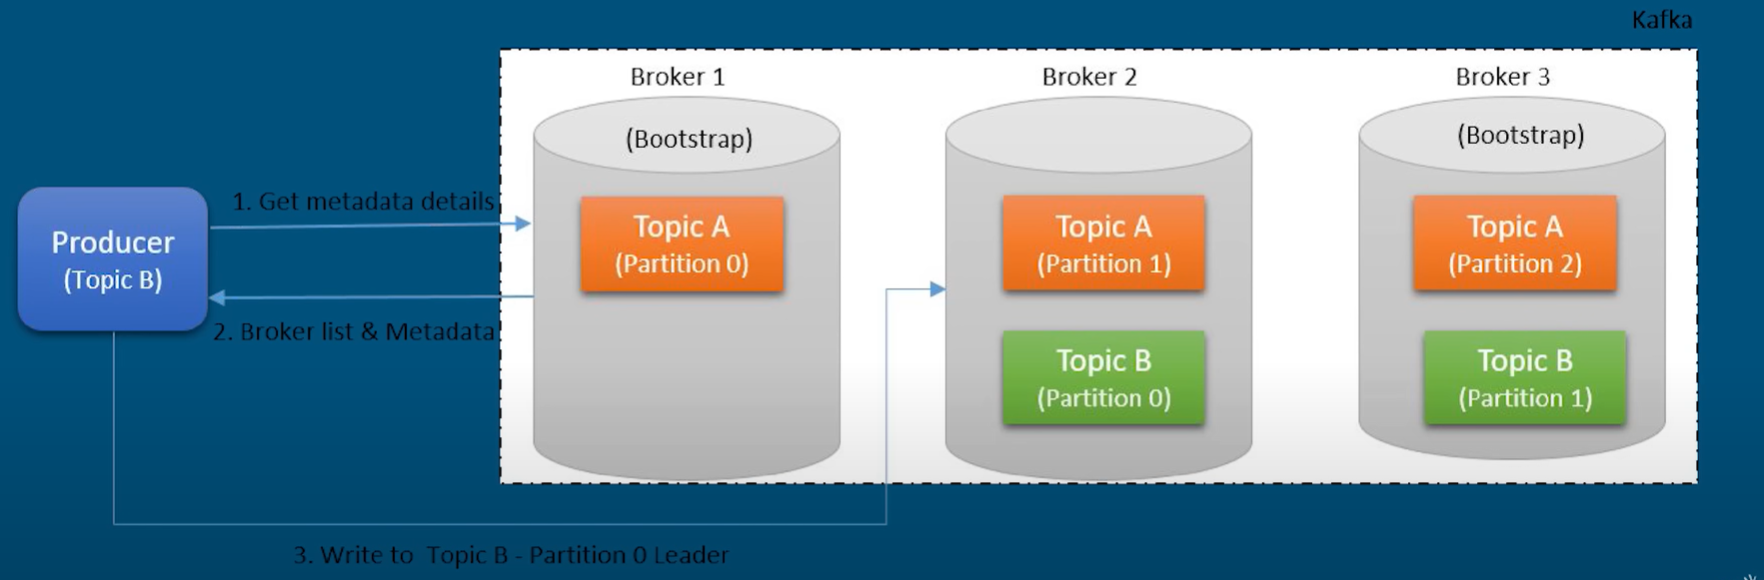 Kafka
Broker 1
Broker 2
Broker 3
(Bootstrap)
(Bootstrap)
1. Get metadata details
Producer
(Topic B)
2. Broker list & Metadata
Topic A
(Partition 0)
Topic A
(Partition 1)
Topic A
(Partition 2)
Topic B
(Partition 0)
Topic B
(Partition 1)
3. Write to Topic B - Partition 0 Leader